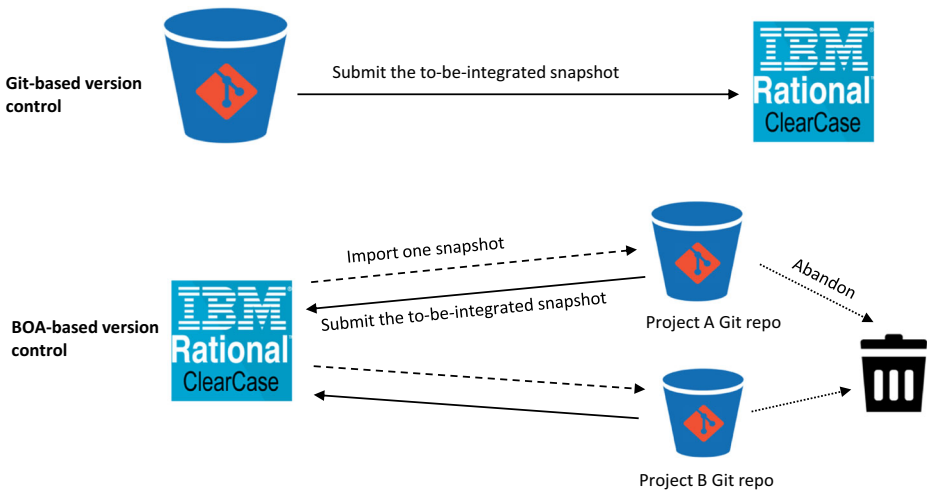 Git-based version
control
Submit the to-be-integrated snapshot
IBM
Rational
ClearCase
BOA-based version
control
IBM
Rational
ClearCase
Import one snapshot
Submit the to-be-integrated snapshot
Project A Git repo
Abandon
Project B Git repo